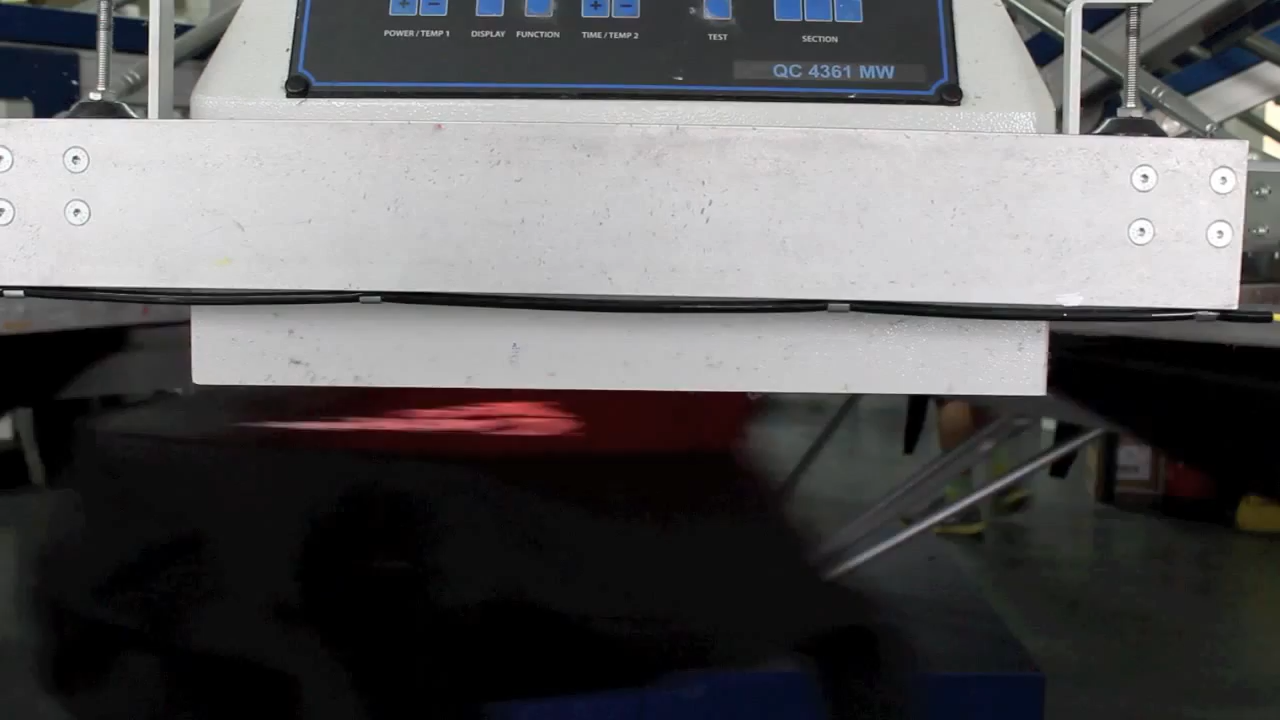 + − + −
POWER / TEMP 1 DISPLAY FUNCTION TIME / TEMP 2 TEST SECTION
QC 4361 MW